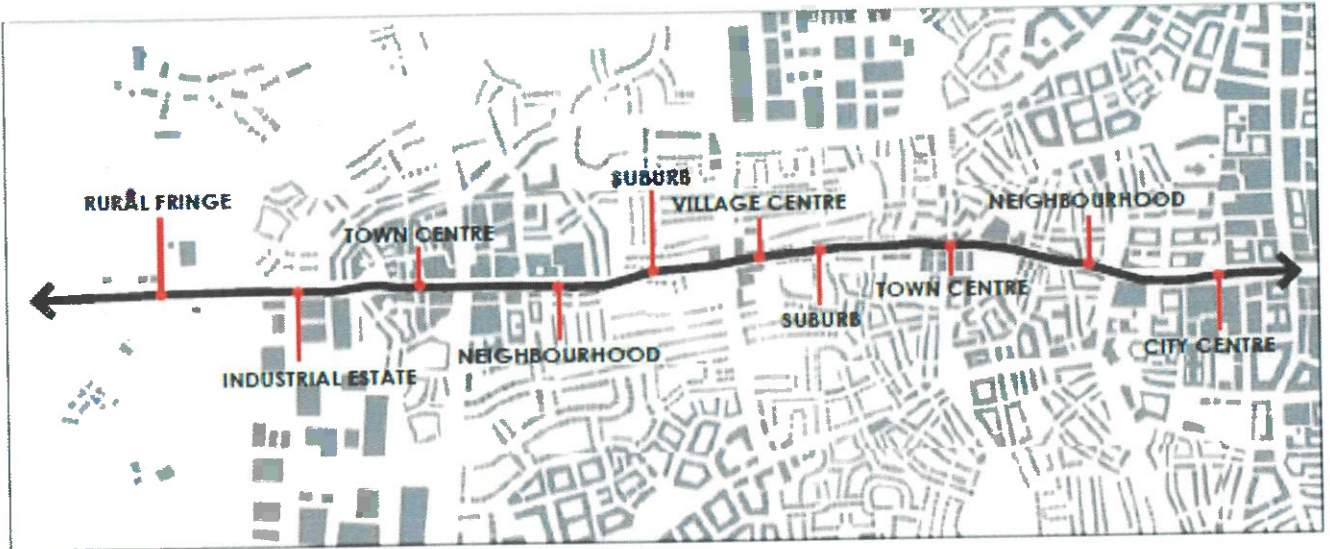 RURAL FRINGE
INDUSTRIAL ESTATE
TOWN CENTRE
NEIGHBOURHOOD
SUBURB
VILLAGE CENTRE
SUBURB
TOWN CENTRE
NEIGHBOURHOOD
CITY CENTRE